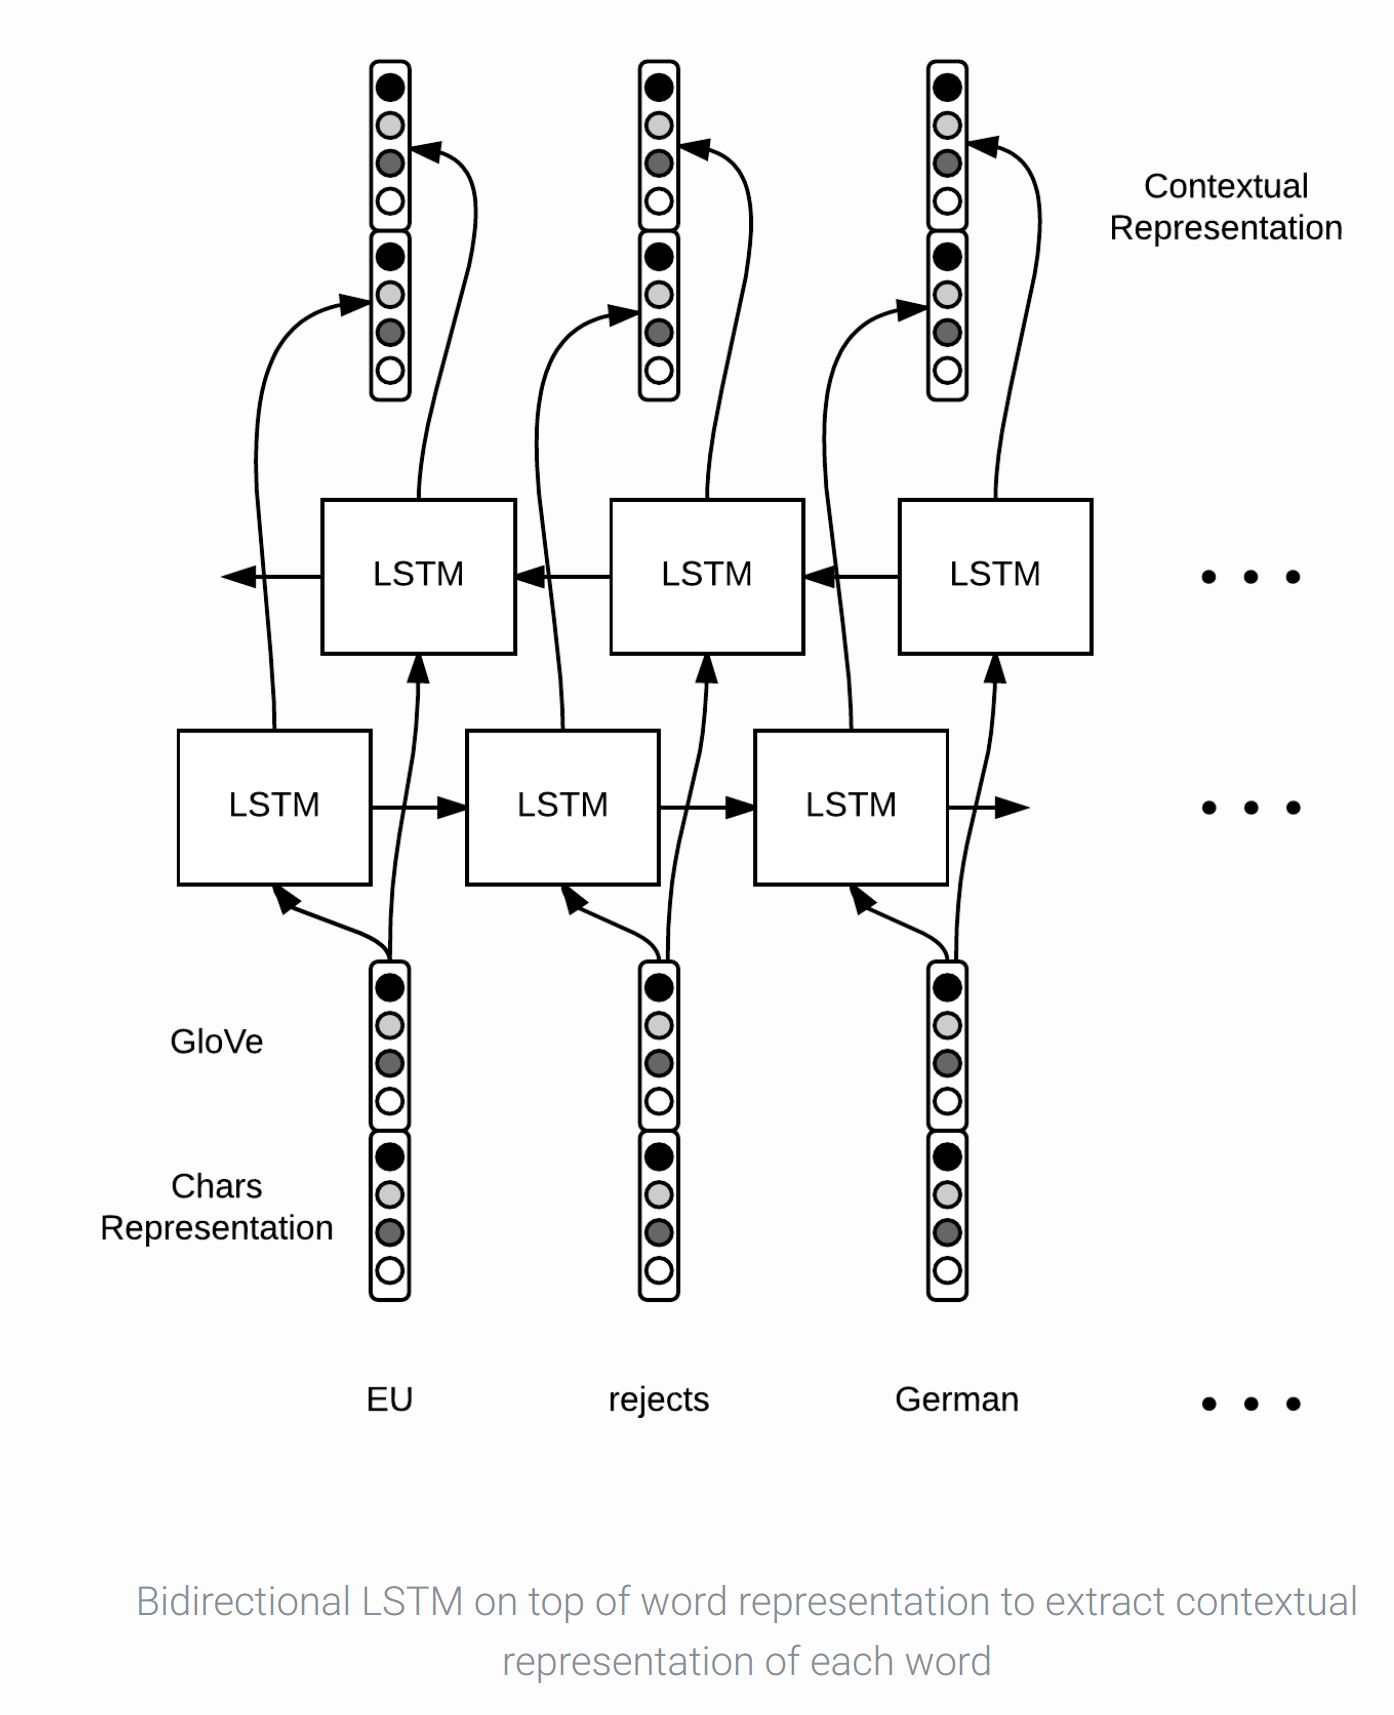 Contextual
Representation
LSTM
LSTM
LSTM
LSTM
LSTM
LSTM
GloVe
Chars
Representation
EU
rejects
German
Bidirectional LSTM on top of word representation to extract contextual
representation of each word